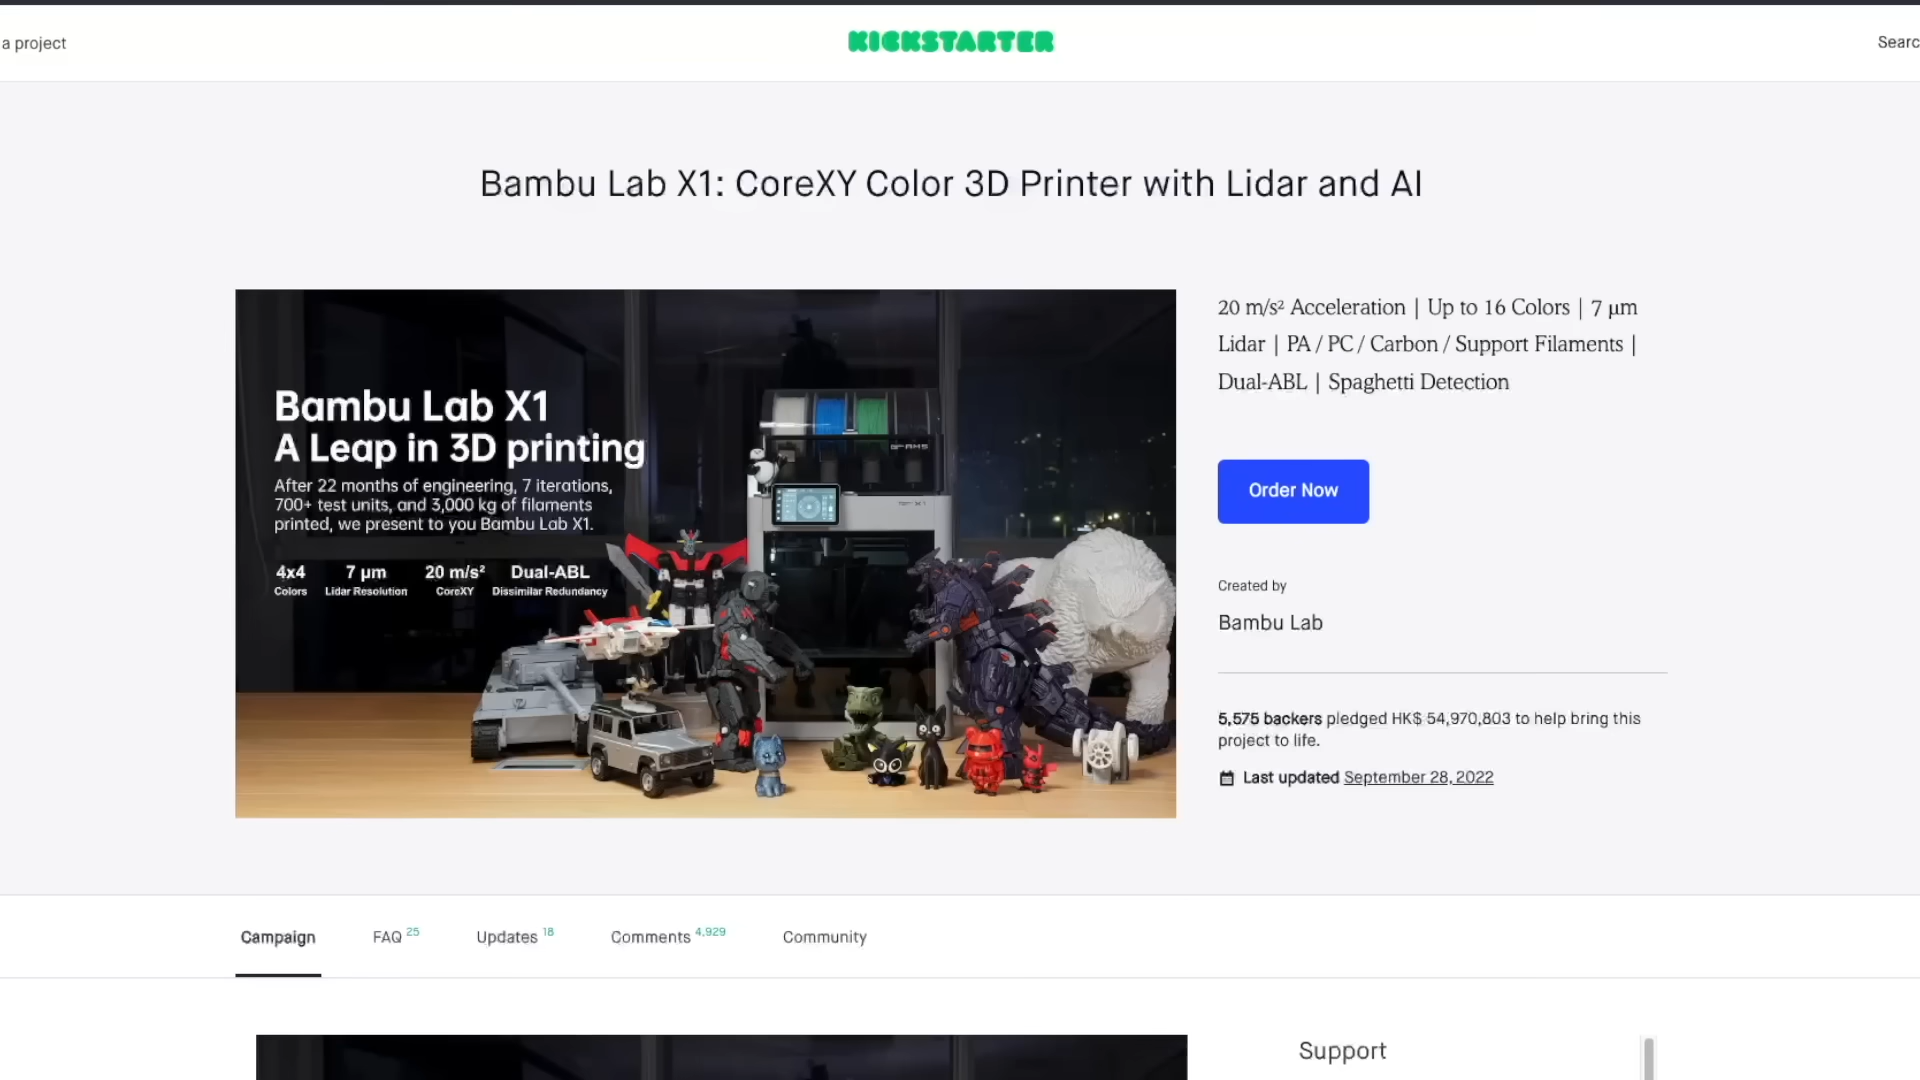 a project
KICKSTARTER
Searc
Bambu Lab X1: CoreXY Color 3D Printer with Lidar and AI
Bambu Lab X1
A Leap in 3D printing
After 22 months of engineering, 7 iterations,
700+ test units, and 3,000 kg of filaments
printed, we present to you Bambu Lab X1.
4x4 7 μm 20 m/s² Dual-ABL
Colors Lidar Resolution CoreXY Dissimilar Redundancy
AMS
20 m/s² Acceleration | Up to 16 Colors | 7 μm
Lidar | PA / PC / Carbon / Support Filaments |
Dual-ABL | Spaghetti Detection
Order Now
Created by
Bambu Lab
5,575 backers pledged HK$ 54,970,803 to help bring this
project to life.
Last updated September 28, 2022
Campaign FAQ 25 Updates 18 Comments 4,929 Community
Support